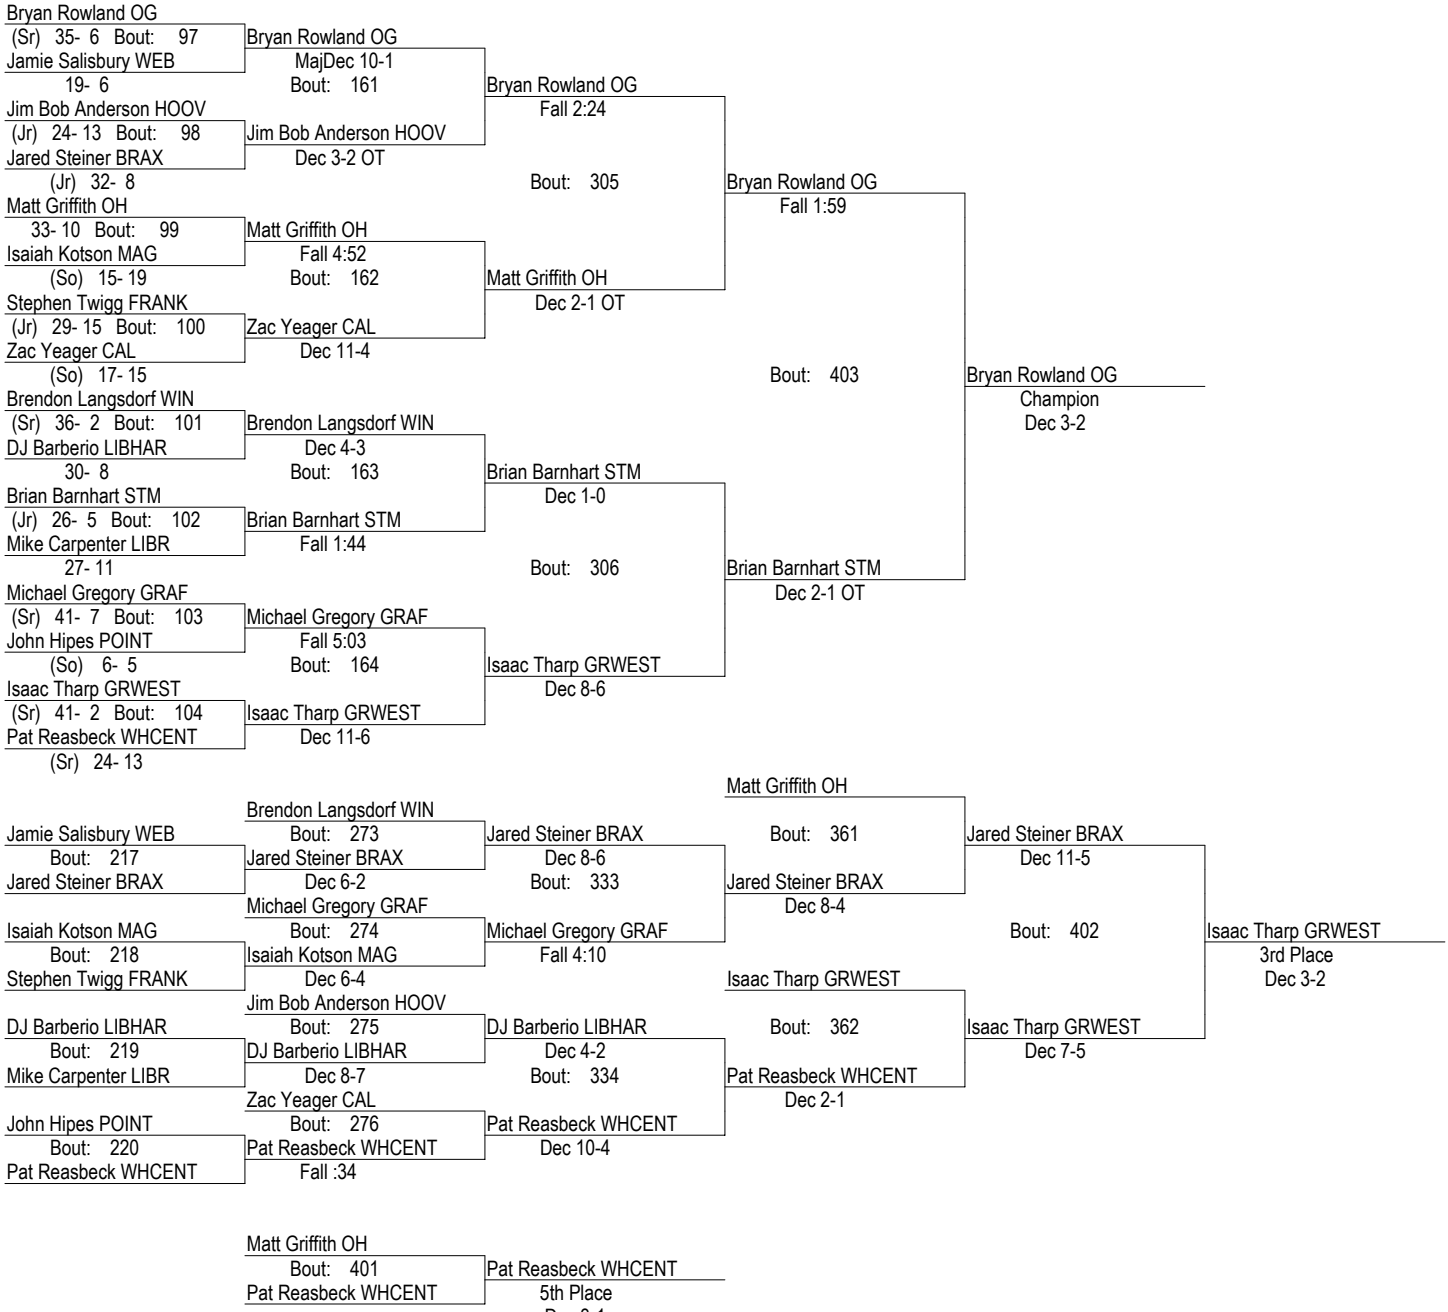 Bryan Rowland OG
(Sr) 35- 6 Bout: 97 Bryan Rowland OG
Jamie Salisbury WEB MajDec 10-1
19- 6 Bout: 161 Bryan Rowland OG
Jim Bob Anderson HOOV Fall 2:24
(Jr) 24- 13 Bout: 98 Jim Bob Anderson HOOV
Jared Steiner BRAX Dec 3-2 OT
(Jr) 32- 8 Bout: 305 Bryan Rowland OG
Matt Griffith OH Fall 1:59
33- 10 Bout: 99 Matt Griffith OH
Isaiah Kotson MAG Fall 4:52
(So) 15- 19 Bout: 162 Matt Griffith OH
Stephen Twigg FRANK Dec 2-1 OT
(Jr) 29- 15 Bout: 100 Zac Yeager CAL
Zac Yeager CAL Dec 11-4
(So) 17- 15 Bout: 403 Bryan Rowland OG
Brendon Langsdorf WIN Champion
(Sr) 36- 2 Bout: 101 Brendon Langsdorf WIN Dec 3-2
DJ Barberio LIBHAR Dec 4-3
30- 8 Bout: 163 Brian Barnhart STM
Brian Barnhart STM Dec 1-0
(Jr) 26- 5 Bout: 102 Brian Barnhart STM
Mike Carpenter LIBR Fall 1:44
27- 11 Bout: 306 Brian Barnhart STM
Michael Gregory GRAF Dec 2-1 OT
(Sr) 41- 7 Bout: 103 Michael Gregory GRAF
John Hipes POINT Fall 5:03
(So) 6- 5 Bout: 164 Isaac Tharp GRWEST
Isaac Tharp GRWEST Dec 8-6
(Sr) 41- 2 Bout: 104 Isaac Tharp GRWEST
Pat Reasbeck WHCENT Dec 11-6
(Sr) 24- 13
Matt Griffith OH
Brendon Langsdorf WIN
Jamie Salisbury WEB Bout: 273 Jared Steiner BRAX Bout: 361 Jared Steiner BRAX
Bout: 217 Jared Steiner BRAX Dec 8-6 Dec 11-5
Jared Steiner BRAX Dec 6-2 Bout: 333 Jared Steiner BRAX
Michael Gregory GRAF Dec 8-4
Isaiah Kotson MAG Bout: 274 Michael Gregory GRAF Bout: 402 Isaac Tharp GRWEST
Bout: 218 Isaiah Kotson MAG Fall 4:10 3rd Place
Stephen Twigg FRANK Dec 6-4 Isaac Tharp GRWEST Dec 3-2
Jim Bob Anderson HOOV
DJ Barberio LIBHAR Bout: 275 DJ Barberio LIBHAR Bout: 362 Isaac Tharp GRWEST
Bout: 219 DJ Barberio LIBHAR Dec 4-2 Dec 7-5
Mike Carpenter LIBR Dec 8-7 Bout: 334 Pat Reasbeck WHCENT
Zac Yeager CAL Dec 2-1
John Hipes POINT Bout: 276 Pat Reasbeck WHCENT
Bout: 220 Pat Reasbeck WHCENT Dec 10-4
Pat Reasbeck WHCENT Fall :34
Matt Griffith OH
Bout: 401 Pat Reasbeck WHCENT
Pat Reasbeck WHCENT 5th Place